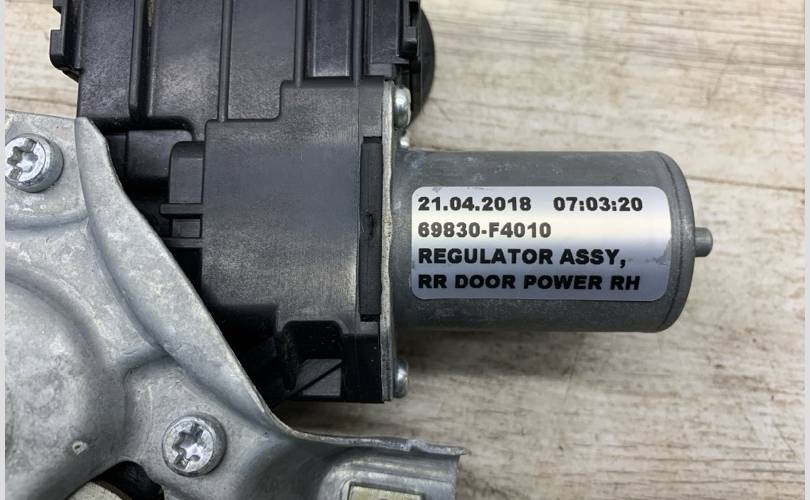 21.04.2018 07:03:20
69830-F4010
REGULATOR ASSY,
RR DOOR POWER RH